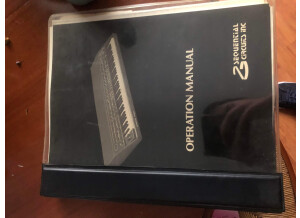 SEQUENTIAL
CIRCUITS INC
OPERATION MANUAL